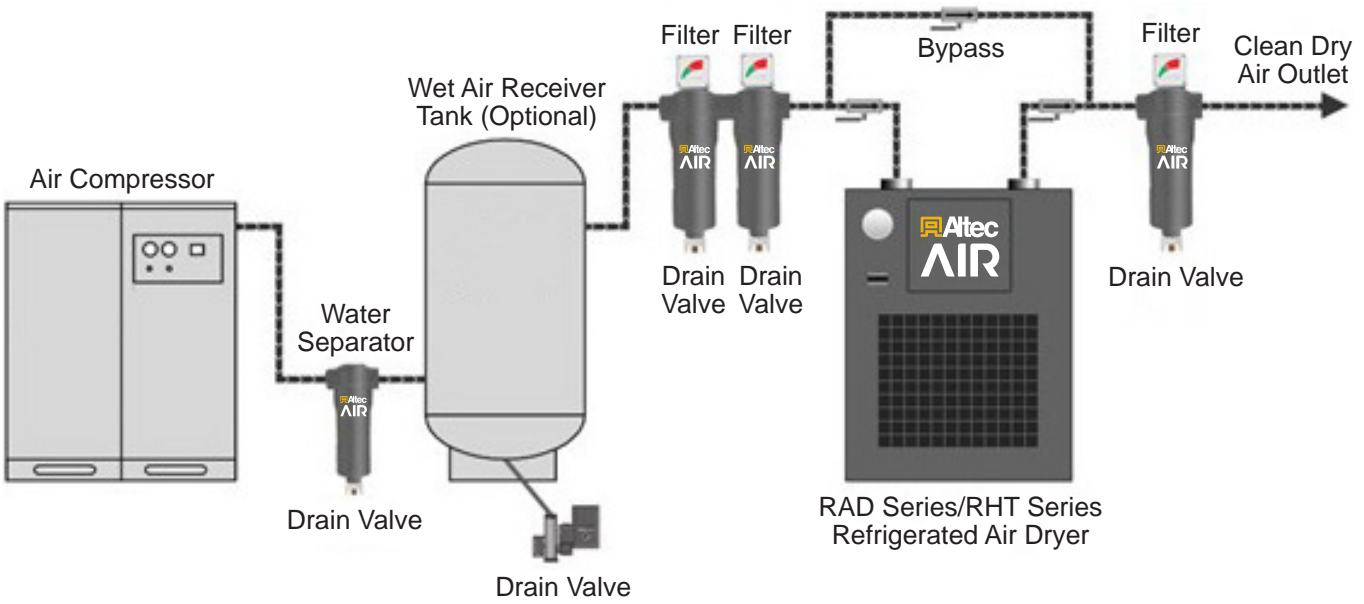 Filter
Filter
Filter
Bypass
Clean Dry
Air Outlet
Wet Air Receiver
Tank (Optional)
Altec
AIR
Altec
AIR
Altec
AIR
Air Compressor
Altec
AIR
Drain
Valve
Drain
Valve
Drain Valve
Water
Separator
Altec
AIR
Drain Valve
RAD Series/RHT Series
Refrigerated Air Dryer
Drain Valve